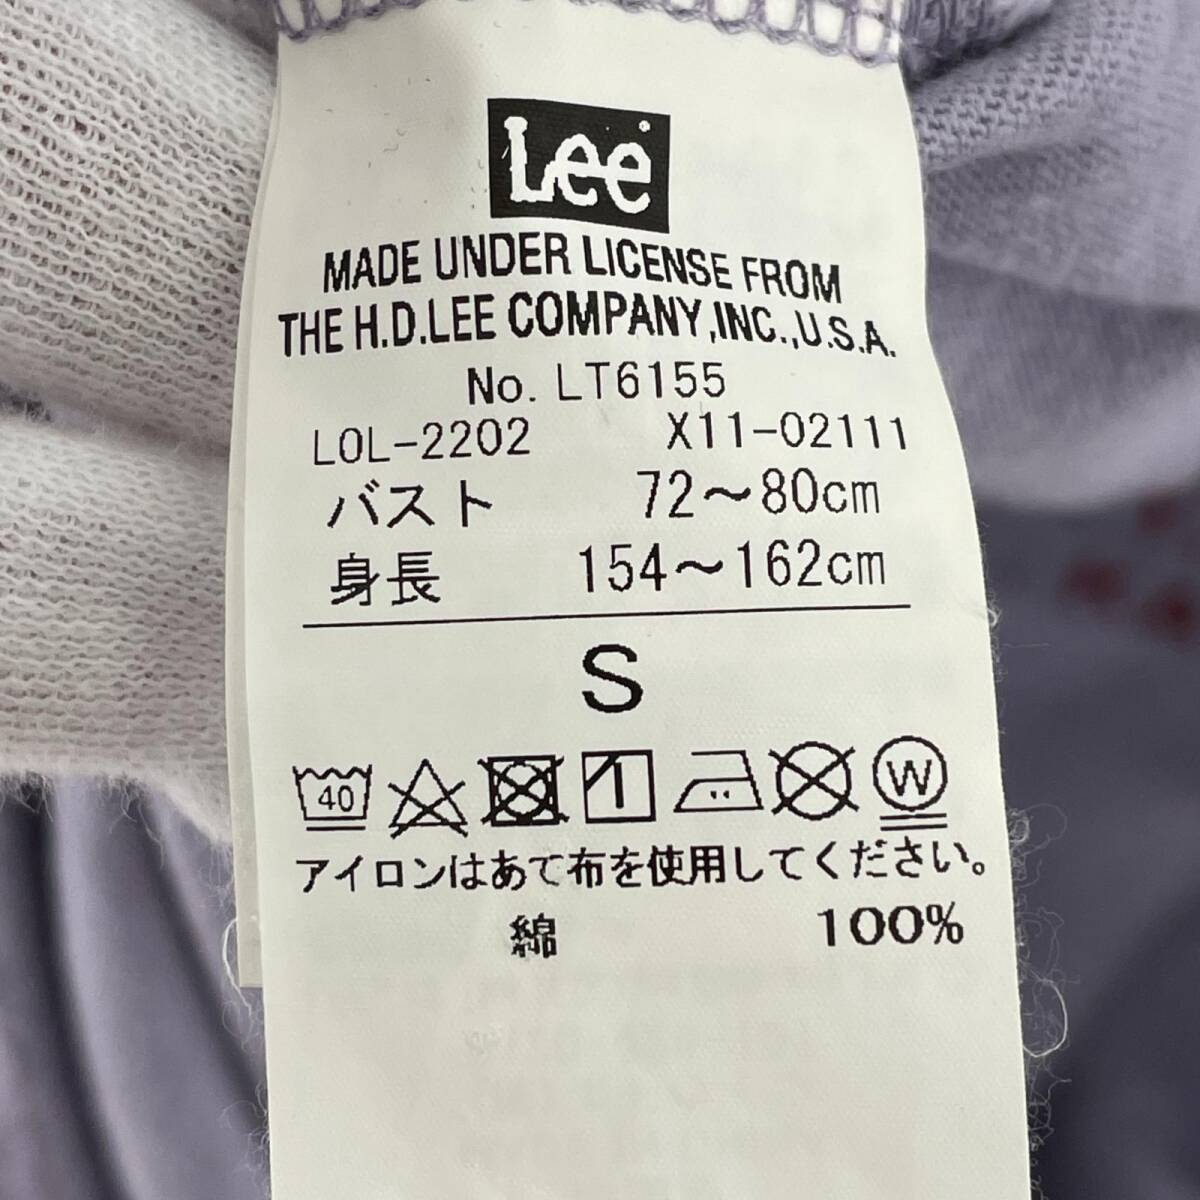 Lee
MADE UNDER LICENSE FROM
THE H.D.LEE COMPANY,INC.,U.S.A.
No. LT6155
LOL-2202 X11-02111
バスト 72～80cm
身長 154～162cm
S
40 W
アイロンはあて布を使用してください。
綿 100%